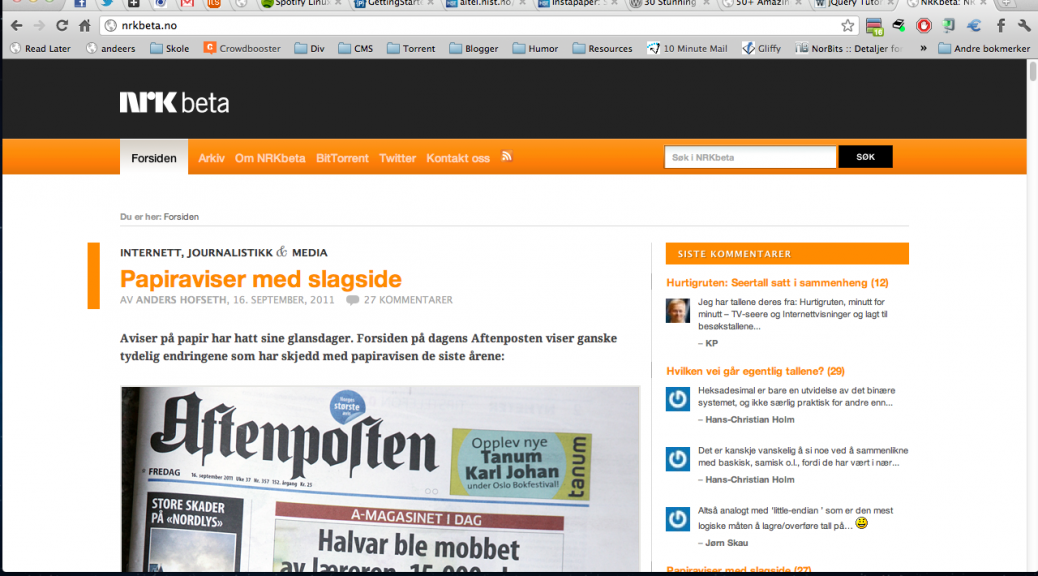 Spotify Linux
GettingStarte
aitel.hist.no/
Instapaper: S
30 Stunning
50+ Amazin
jQuery Tutor
NRKbeta: NR
nrkbeta.no
16
Read Later
andeers
Skole
Crowdbooster
Div
CMS
Torrent
Blogger
Humor
Resources
10 Minute Mail
Gliffy
NorBits :: Detaljer for
»
Andre bokmerker
NRK beta
Forsiden
Arkiv
Om NRKbeta
BitTorrent
Twitter
Kontakt oss
Søk i NRKbeta
SØK
Du er her: Forsiden
INTERNETT, JOURNALISTIKK & MEDIA
Papiraviser med slagside
AV ANDERS HOFSETH, 16. SEPTEMBER, 2011
27 KOMMENTARER
Aviser på papir har hatt sine glansdager. Forsiden på dagens Aftenposten viser ganske
tydelig endringene som har skjedd med papiravisen de siste årene:
Norges
største
Aftenposten
Opplev nye
Tanum
Karl Johan
under Oslo Bokfestival!
tanum
FREDAG
16. september 2011 Uke 37 Nr. 357 152. årgang Kr. 25
STORE SKADER
PÅ «NORDLYS»
A-MAGASINET I DAG
Halvar ble mobbet
av læreren. 15 000
SISTE KOMMENTARER
Hurtigruten: Seertall satt i sammenheng (12)
Jeg har tallene deres fra: Hurtigruten, minutt for
minutt – TV-seere og Internettvisninger og lagt til
besøkstallene...
– KP
Hvilken vei går egentlig tallene? (29)
Heksadesimal er bare en utvidelse av det binære
systemet, og ikke særlig praktisk for andre enn...
– Hans-Christian Holm
Det er kanskje vanskelig å si noe ved å sammenlikne
med baskisk, samisk o.l., fordi de har vært i nær...
– Hans-Christian Holm
Altså analogt med 'little-endian ' som er den mest
logiske måten å lagre/overføre tall på...
– Jørn Skau
Papiraviser med slagside (27)